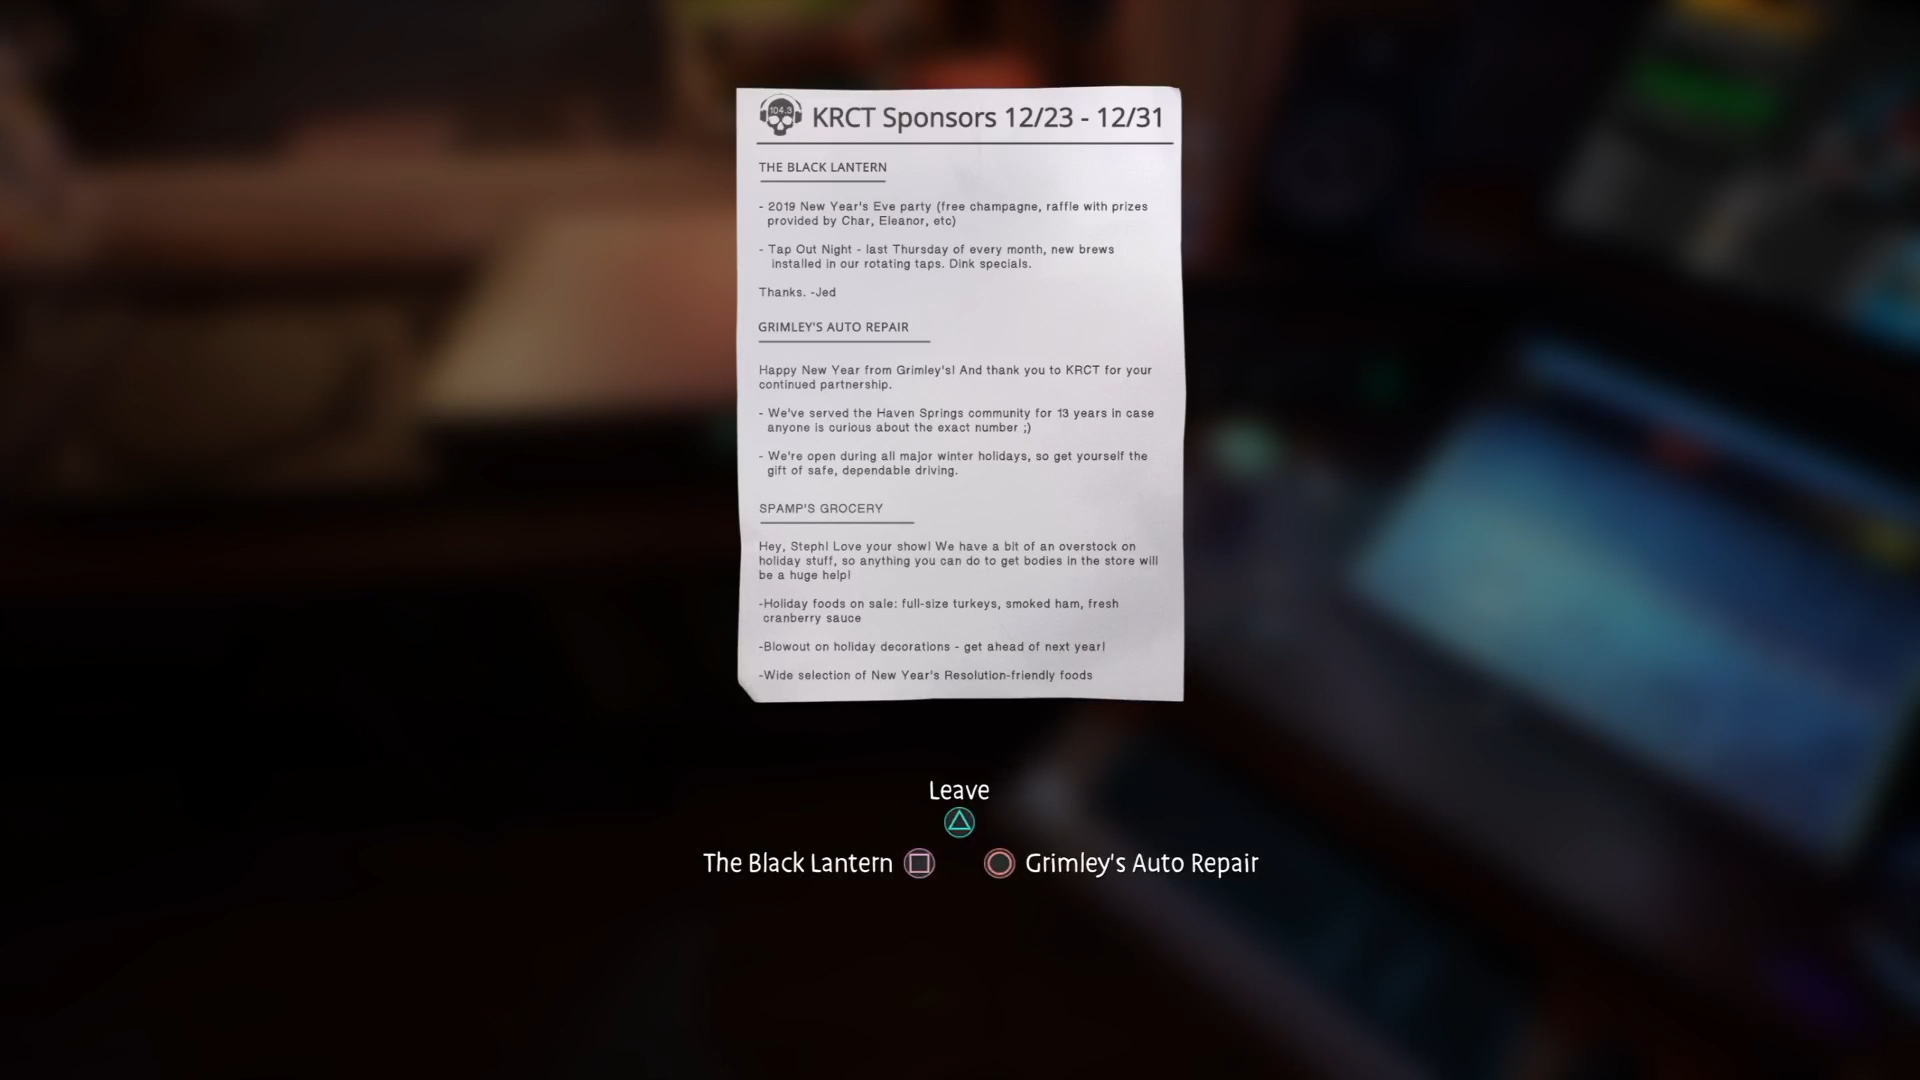 104.3
KRCT Sponsors 12/23 - 12/31
THE BLACK LANTERN
- 2019 New Year's Eve party (free champagne, raffle with prizes
provided by Char, Eleanor, etc)
- Tap Out Night - last Thursday of every month, new brews
installed in our rotating taps. Dink specials.
Thanks. -Jed
GRIMLEY'S AUTO REPAIR
Happy New Year from Grimley's! And thank you to KRCT for your
continued partnership.
- We've served the Haven Springs community for 13 years in case
anyone is curious about the exact number ;)
- We're open during all major winter holidays, so get yourself the
gift of safe, dependable driving.
SPAMP'S GROCERY
Hey, Steph! Love your show! We have a bit of an overstock on
holiday stuff, so anything you can do to get bodies in the store will
be a huge help!
-Holiday foods on sale: full-size turkeys, smoked ham, fresh
cranberry sauce
-Blowout on holiday decorations - get ahead of next year!
-Wide selection of New Year's Resolution-friendly foods
Leave
The Black Lantern
Grimley's Auto Repair